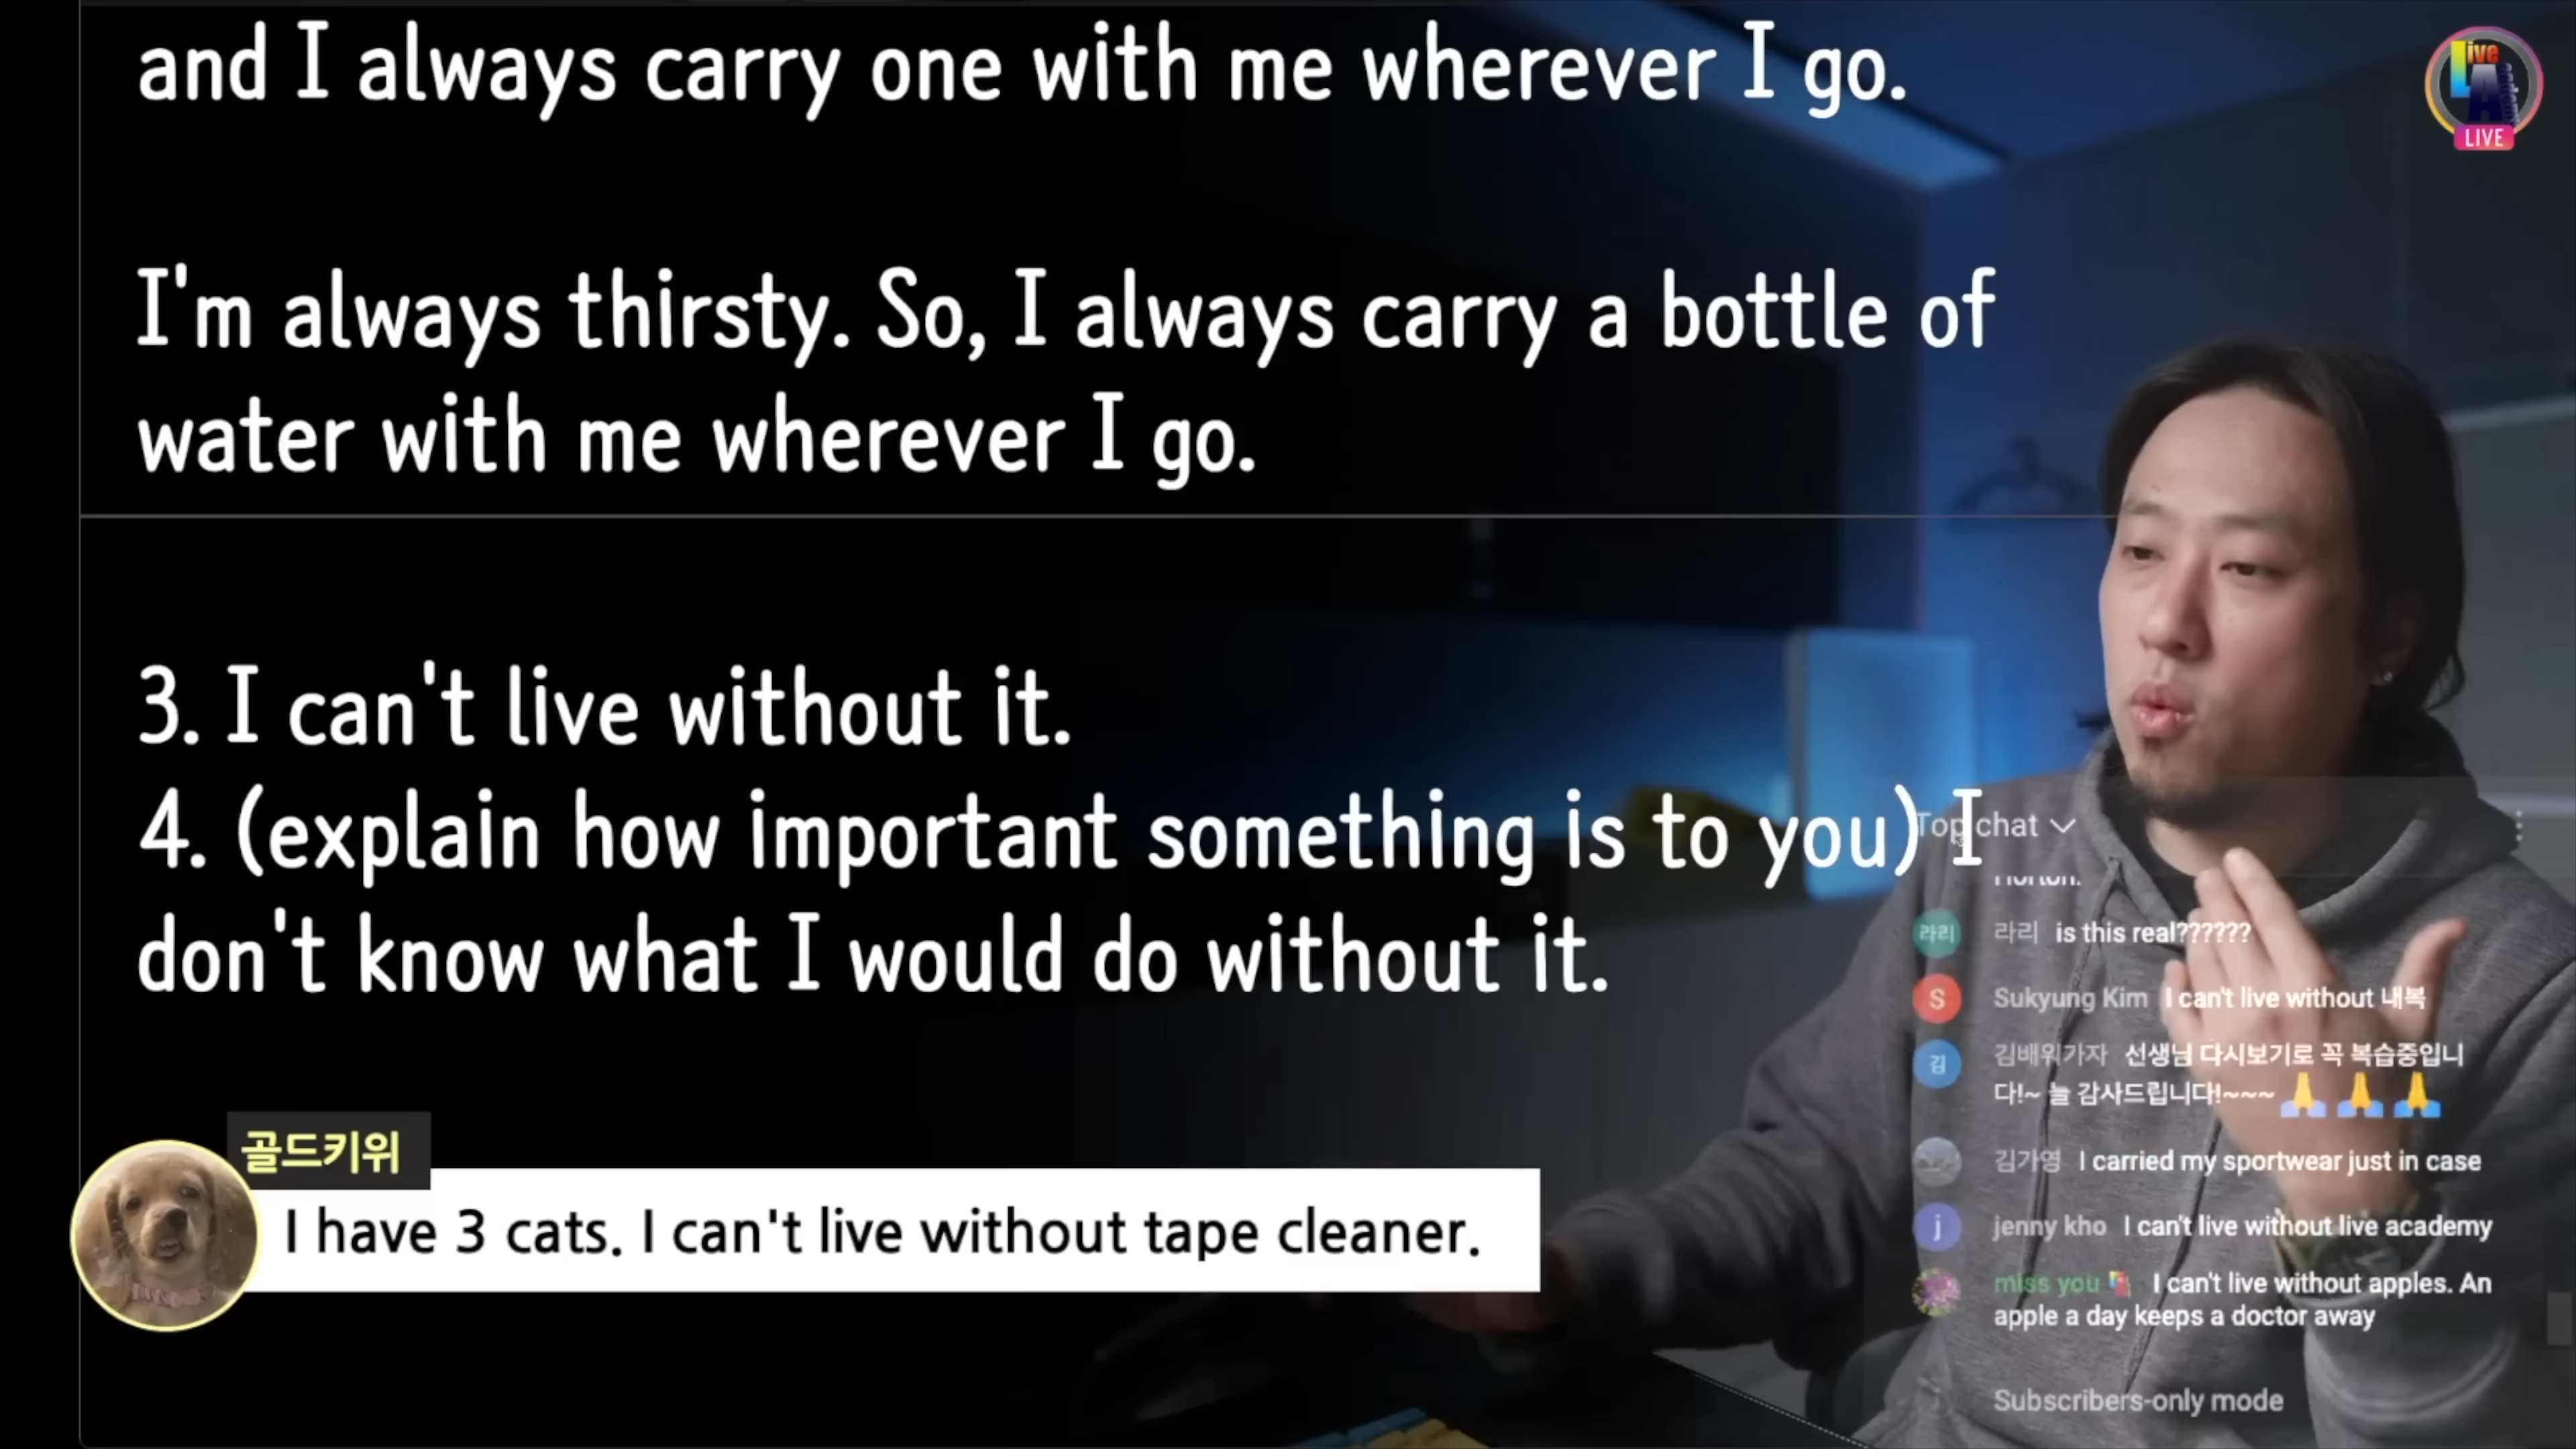 and I always carry one with me wherever I go.
I'm always thirsty. So, I always carry a bottle of
water with me wherever I go.
3. I can't live without it.
4. (explain how important something is to you) I
don't know what I would do without it.
골드키위
I have 3 cats. I can't live without tape cleaner.
Live
LIVE
Top chat
라리 라리 is this real??????
S Sukyung Kim I can't live without 내복
김 김배워가자 선생님 다시보기로 꼭 복습중입니
다!~ 늘 감사드립니다!~~~
김가영 I carried my sportwear just in case
j jenny kho I can't live without live academy
miss you I can't live without apples. An
apple a day keeps a doctor away
Subscribers-only mode